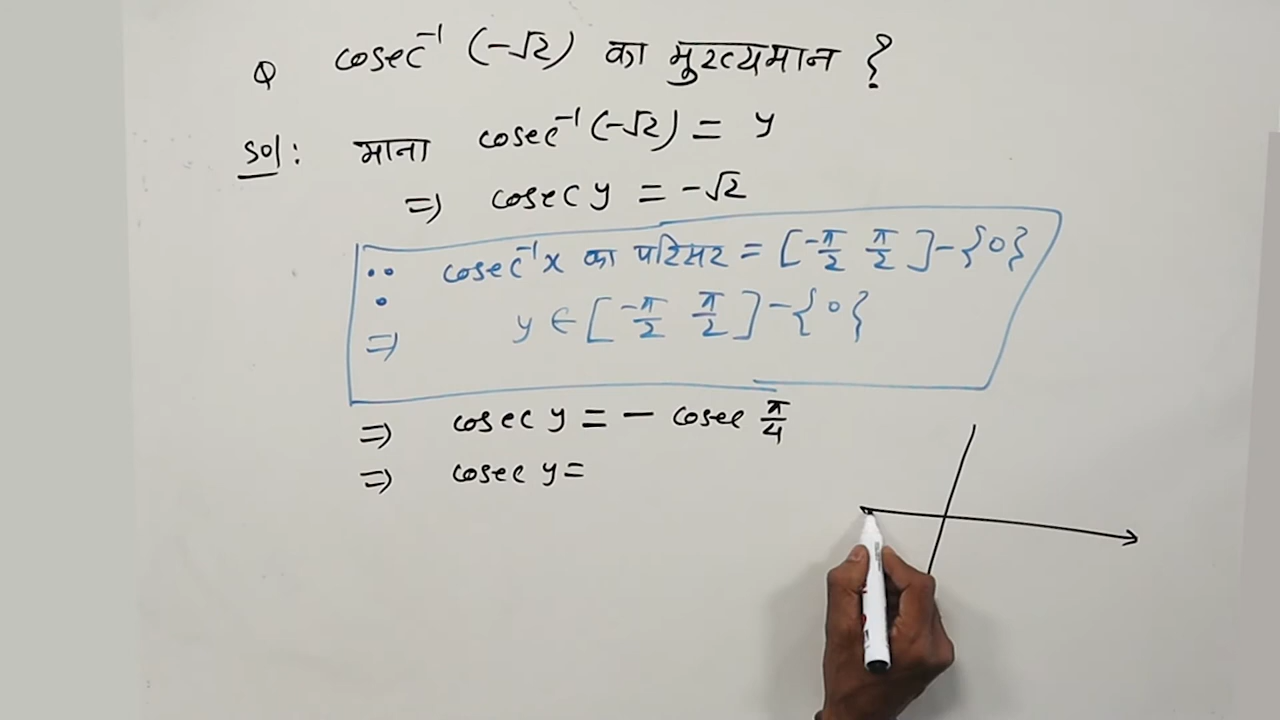 Q cosec⁻¹ (-√2) का मुख्यमान ?
Sol: माना cosec⁻¹(-√2) = y
=> cosec y = -√2
∵ cosec⁻¹x का परिसर = [-π/2 π/2] - {0}
=> y ∈ [-π/2 π/2] - {0}
=> cosec y = - cosec π/4
=> cosec y =